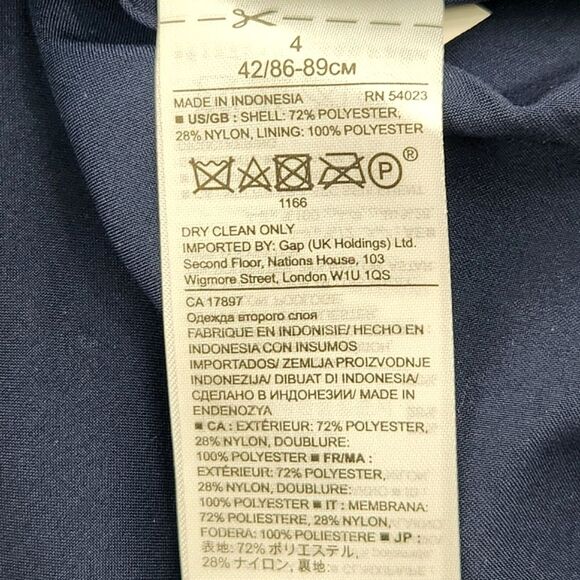 4
42/86-89CM
MADE IN INDONESIA RN 54023
■ US/GB : SHELL: 72% POLYESTER,
28% NYLON, LINING: 100% POLYESTER
P ®
1166
DRY CLEAN ONLY
IMPORTED BY: Gap (UK Holdings) Ltd.
Second Floor, Nations House, 103
Wigmore Street, London W1U 1QS
CA 17897
Одежда второго слоя
FABRIQUE EN INDONISIE/ HECHO EN
INDONESIA CON INSUMOS
IMPORTADOS/ ZEMLJA PROIZVODNJE
INDONEZIJA/ DIBUAT DI INDONESIA/
СДЕЛАНО В ИНДОНЕЗИИ/ MADE IN
ENDENOZYA
■ CA : EXTÉRIEUR: 72% POLYESTER,
28% NYLON, DOUBLURE:
100% POLYESTER ■ FR/MA :
EXTÉRIEUR: 72% POLYESTER,
28% NYLON, DOUBLURE:
100% POLYESTER ■ IT : MEMBRANA:
72% POLIESTERE, 28% NYLON,
FODERA: 100% POLIESTERE ■ JP :
表地: 72% ポリエステル,
28% ナイロン, 裏地: